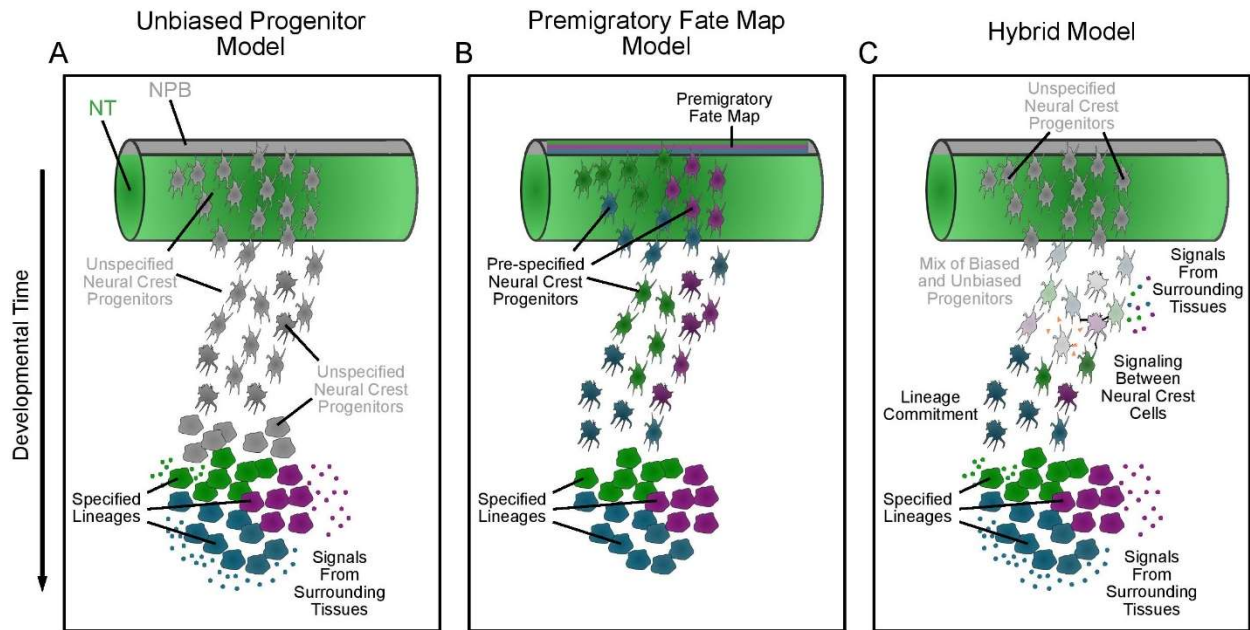 Unbiased Progenitor
Model
A
NPB
NT
Unspecified
Neural Crest
Progenitors
Unspecified
Neural Crest
Progenitors
Specified
Lineages
Signals
From
Surrounding
Tissues
Developmental Time
Premigratory Fate Map
Model
B
Premigratory
Fate Map
Pre-specified
Neural Crest
Progenitors
Specified
Lineages
Hybrid Model
C
Unspecified
Neural Crest
Progenitors
Mix of Biased
and Unbiased
Progenitors
Signals
From
Surrounding
Tissues
Signaling
Between
Neural Crest
Cells
Lineage
Commitment
Specified
Lineages
Signals
From
Surrounding
Tissues